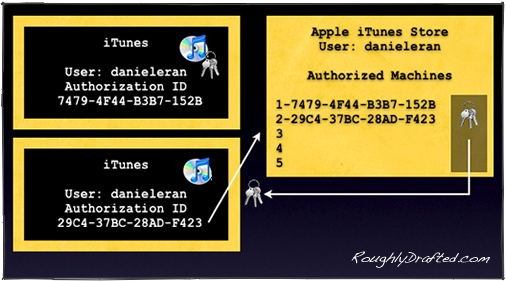 iTunes
User: danieleran
Authorization ID
7479-4F44-B3B7-152B
iTunes
User: danieleran
Authorization ID
29C4-37BC-28AD-F423
Apple iTunes Store
User: danieleran
Authorized Machines
1-7479-4F44-B3B7-152B
2-29C4-37BC-28AD-F423
3
4
5
RoughlyDrafted.com